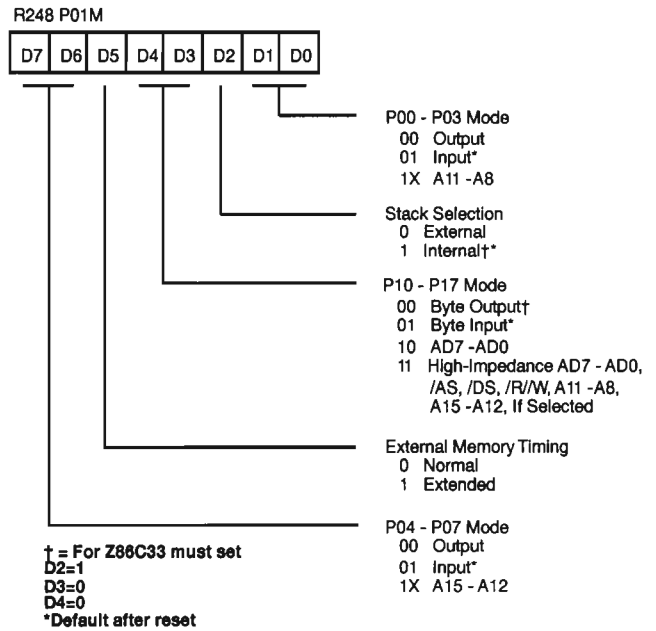 R248 P01M
D7 D6 D5 D4 D3 D2 D1 D0
P00 - P03 Mode
00 Output
01 Input*
1X A11 -A8
Stack Selection
0 External
1 Internal†*
P10 - P17 Mode
00 Byte Output†
01 Byte Input*
10 AD7 -AD0
11 High-Impedance AD7 - AD0,
/AS, /DS, /R//W, A11 -A8,
A15 -A12, If Selected
External Memory Timing
0 Normal
1 Extended
P04 - P07 Mode
00 Output
01 Input*
1X A15 - A12
† = For Z86C33 must set
D2=1
D3=0
D4=0
*Default after reset